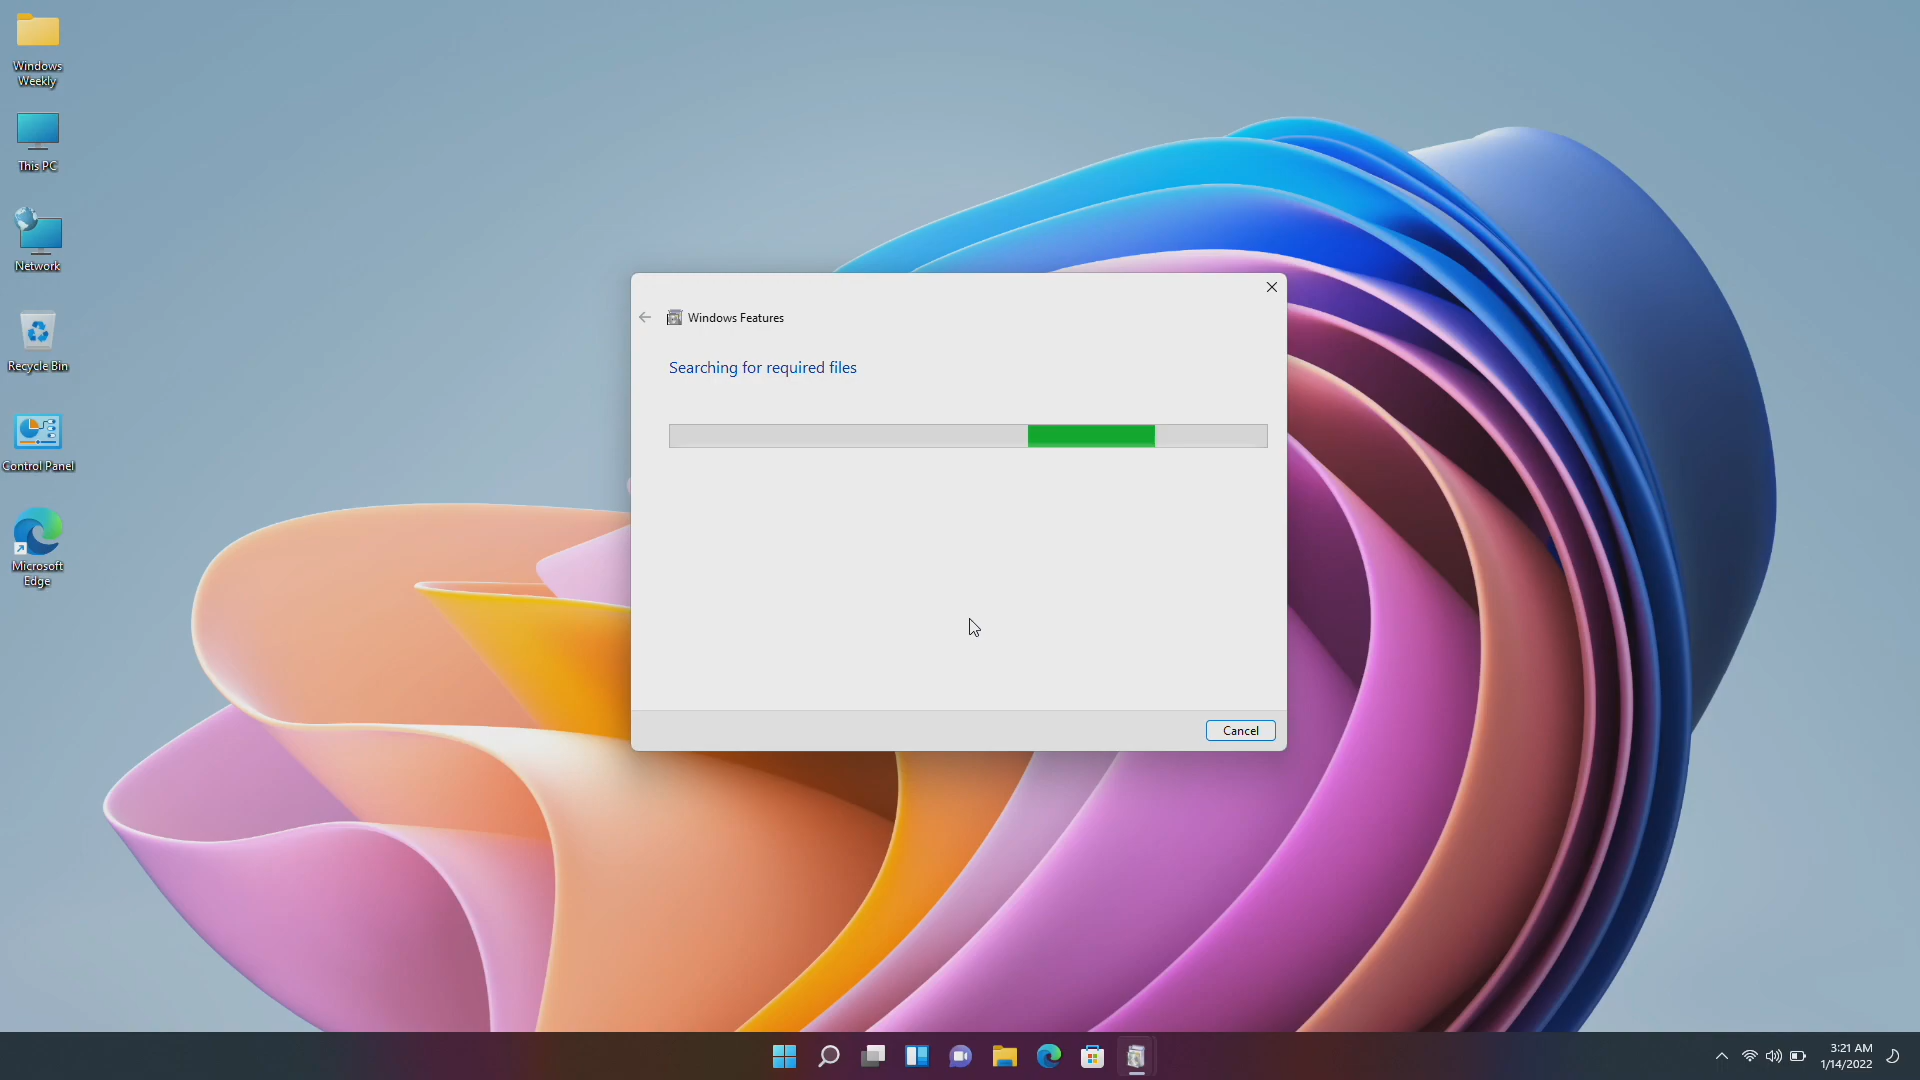 Windows
Weekly
This PC
Network
Recycle Bin
Control Panel
Microsoft
Edge
Windows Features
Searching for required files
Cancel
3:21 AM
1/14/2022